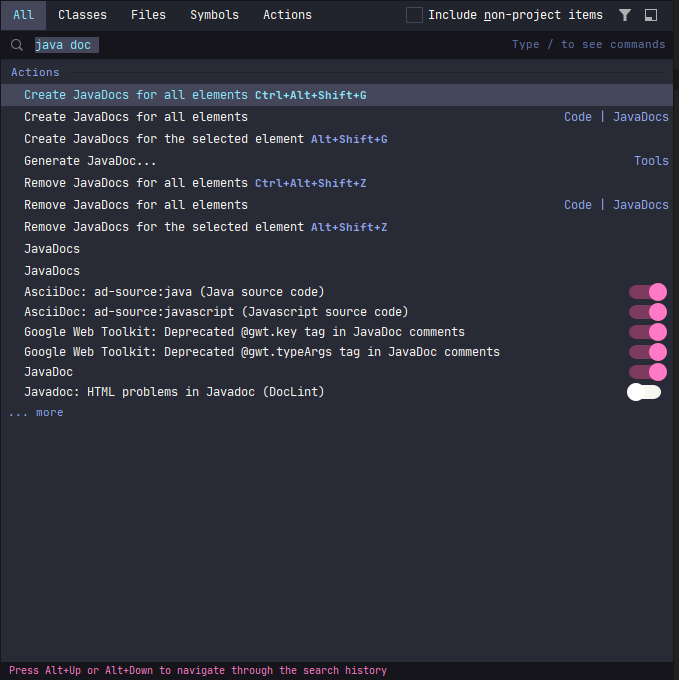 All Classes Files Symbols Actions Include non-project items
java doc Type / to see commands
Actions
Create JavaDocs for all elements Ctrl+Alt+Shift+G
Create JavaDocs for all elements Code | JavaDocs
Create JavaDocs for the selected element Alt+Shift+G
Generate JavaDoc... Tools
Remove JavaDocs for all elements Ctrl+Alt+Shift+Z
Remove JavaDocs for all elements Code | JavaDocs
Remove JavaDocs for the selected element Alt+Shift+Z
JavaDocs
JavaDocs
AsciiDoc: ad-source:java (Java source code)
AsciiDoc: ad-source:javascript (Javascript source code)
Google Web Toolkit: Deprecated @gwt.key tag in JavaDoc comments
Google Web Toolkit: Deprecated @gwt.typeArgs tag in JavaDoc comments
JavaDoc
Javadoc: HTML problems in Javadoc (DocLint)
... more
Press Alt+Up or Alt+Down to navigate through the search history